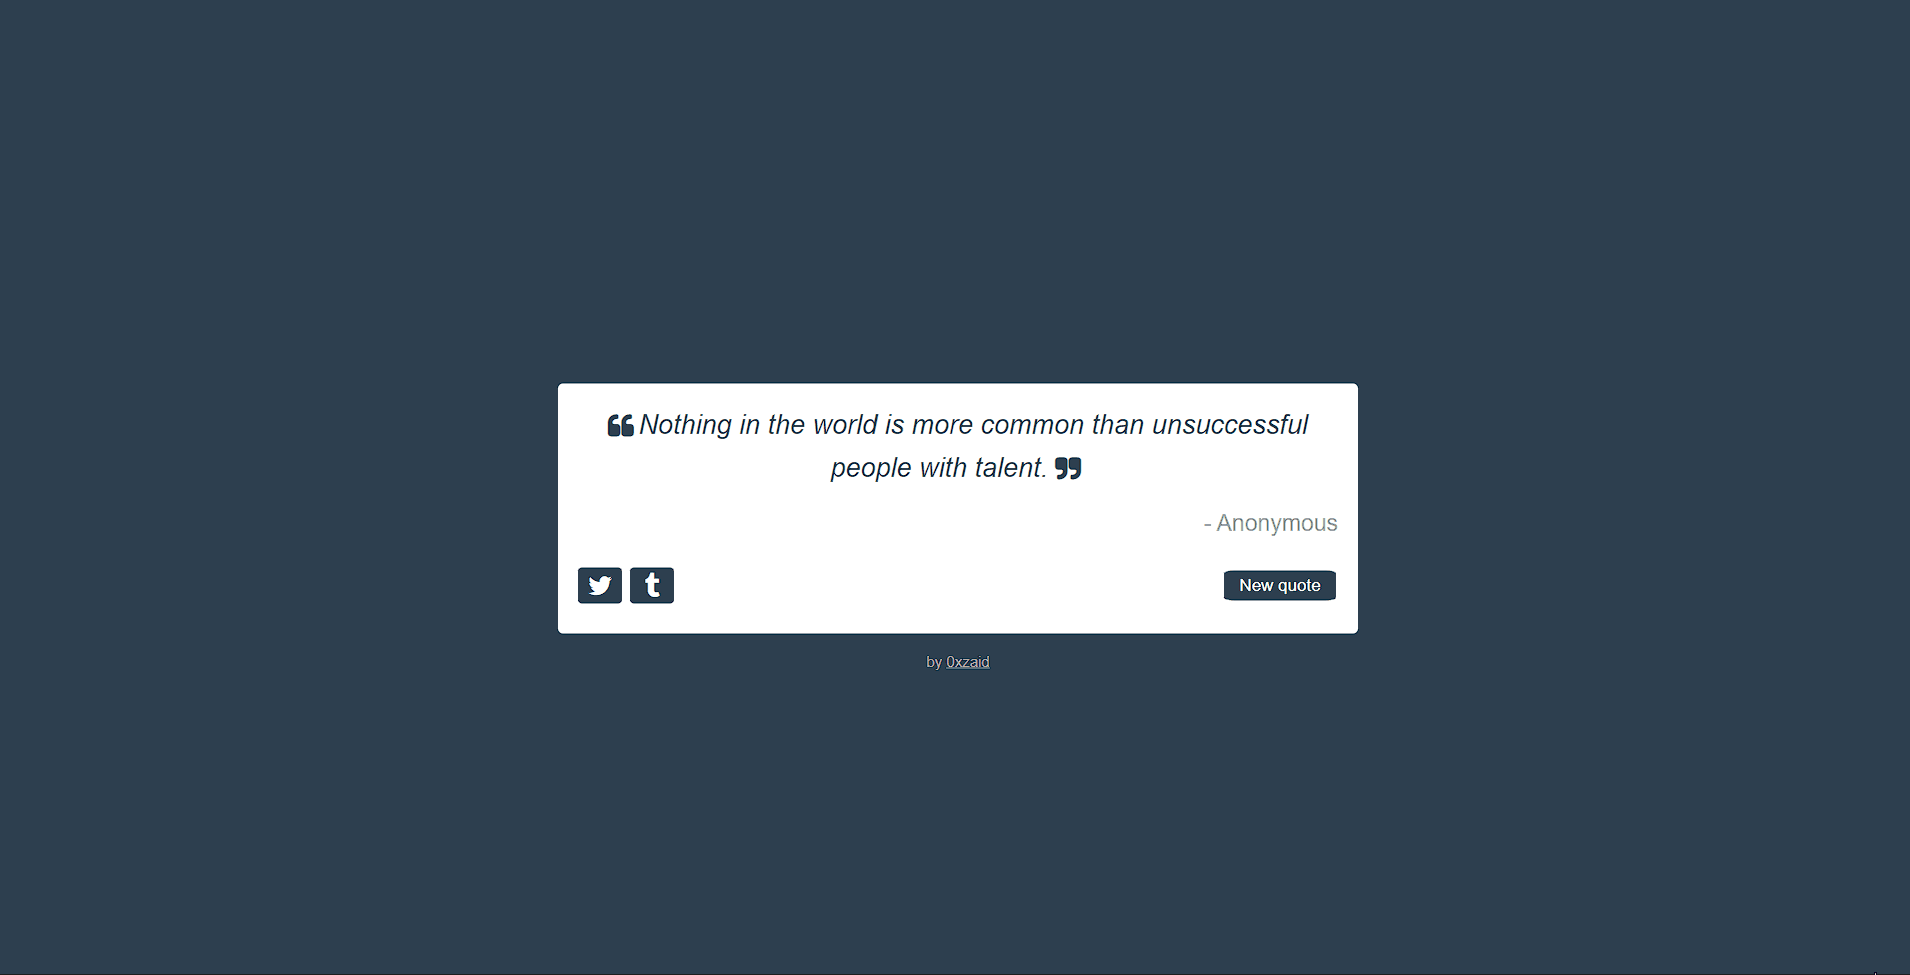 ❝ Nothing in the world is more common than unsuccessful
people with talent. ❞
- Anonymous
New quote
by 0xzaid